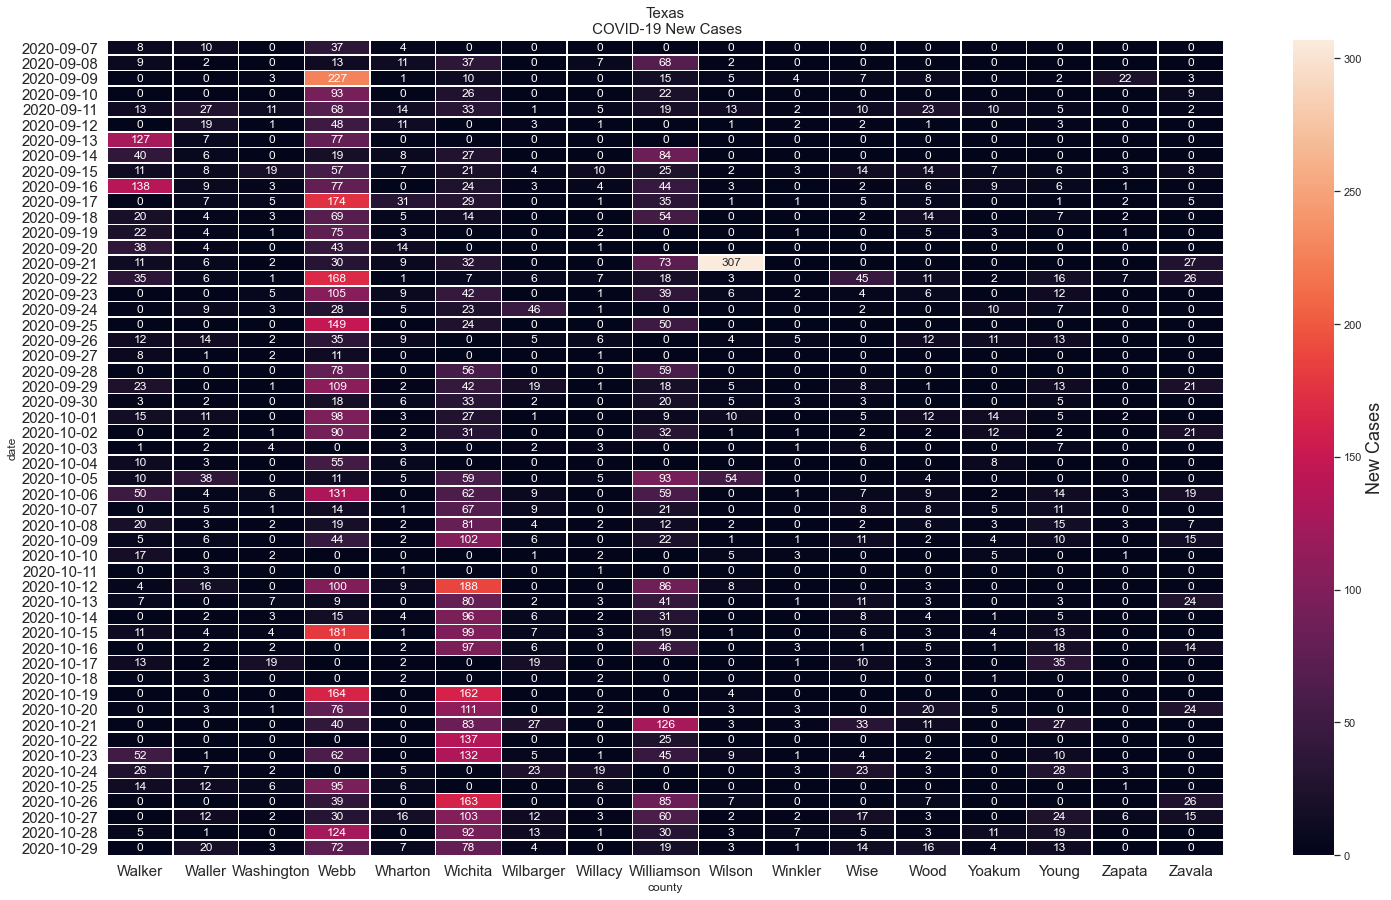 Texas
COVID-19 New Cases
2020-09-07 8 10 0 37 4 0 0 0 0 0 0 0 0 0 0 0 0
2020-09-08 9 2 0 13 11 37 0 7 68 2 0 0 0 0 0 0 0
2020-09-09 0 0 3 227 1 10 0 0 15 5 4 7 8 0 2 22 3
2020-09-10 0 0 0 93 0 26 0 0 22 0 0 0 0 0 0 0 9
2020-09-11 13 27 11 68 14 33 1 5 19 13 2 10 23 10 5 0 2
2020-09-12 0 19 1 48 11 0 3 1 0 1 2 2 1 0 3 0 0
2020-09-13 127 7 0 77 0 0 0 0 0 0 0 0 0 0 0 0 0
2020-09-14 40 6 0 19 8 27 0 0 84 0 0 0 0 0 0 0 0
2020-09-15 11 8 19 57 7 21 4 10 25 2 3 14 14 7 6 3 8
2020-09-16 138 9 3 77 0 24 3 4 44 3 0 2 6 9 6 1 0
2020-09-17 0 7 5 174 31 29 0 1 35 1 1 5 5 0 1 2 5
2020-09-18 20 4 3 69 5 14 0 0 54 0 0 2 14 0 7 2 0
2020-09-19 22 4 1 75 3 0 0 2 0 0 1 0 5 3 0 1 0
2020-09-20 38 4 0 43 14 0 0 1 0 0 0 0 0 0 0 0 0
2020-09-21 11 6 2 30 9 32 0 0 73 307 0 0 0 0 0 0 27
2020-09-22 35 6 1 168 1 7 6 7 18 3 0 45 11 2 16 7 26
2020-09-23 0 0 5 105 9 42 0 1 39 6 2 4 6 0 12 0 0
2020-09-24 0 9 3 28 5 23 46 1 0 0 0 2 0 10 7 0 0
2020-09-25 0 0 0 149 0 24 0 0 50 0 0 0 0 0 0 0 0
2020-09-26 12 14 2 35 9 0 5 6 0 4 5 0 12 11 13 0 0
2020-09-27 8 1 2 11 0 0 0 1 0 0 0 0 0 0 0 0 0
2020-09-28 0 0 0 78 0 56 0 0 59 0 0 0 0 0 0 0 0
2020-09-29 23 0 1 109 2 42 19 1 18 5 0 8 1 0 13 0 21
2020-09-30 3 2 0 18 6 33 2 0 20 5 3 3 0 0 5 0 0
2020-10-01 15 11 0 98 3 27 1 0 9 10 0 5 12 14 5 2 0
2020-10-02 0 2 1 90 2 31 0 0 32 1 1 2 2 12 2 0 21
2020-10-03 1 2 4 0 3 0 2 3 0 0 1 6 0 0 7 0 0
2020-10-04 10 3 0 55 6 0 0 0 0 0 0 0 0 8 0 0 0
2020-10-05 10 38 0 11 5 59 0 5 93 54 0 0 4 0 0 0 0
2020-10-06 50 4 6 131 0 62 9 0 59 0 1 7 9 2 14 3 19
2020-10-07 0 5 1 14 1 67 9 0 21 0 0 8 8 5 11 0 0
2020-10-08 20 3 2 19 2 81 4 2 12 2 0 2 6 3 15 3 7
2020-10-09 5 6 0 44 2 102 6 0 22 1 1 11 2 4 10 0 15
2020-10-10 17 0 2 0 0 0 1 2 0 5 3 0 0 5 0 1 0
2020-10-11 0 3 0 0 1 0 0 1 0 0 0 0 0 0 0 0 0
2020-10-12 4 16 0 100 9 188 0 0 86 8 0 0 3 0 0 0 0
2020-10-13 7 0 7 9 0 80 2 3 41 0 1 11 3 0 3 0 24
2020-10-14 0 2 3 15 4 96 6 2 31 0 0 8 4 1 5 0 0
2020-10-15 11 4 4 181 1 99 7 3 19 1 0 6 3 4 13 0 0
2020-10-16 0 2 2 0 0 97 6 0 46 0 3 1 5 1 18 0 14
2020-10-17 13 2 19 0 2 0 19 0 0 0 1 10 3 0 35 0 0
2020-10-18 0 3 0 0 2 0 0 2 0 0 0 0 0 1 0 0 0
2020-10-19 0 0 0 164 0 162 0 0 0 4 0 0 0 0 0 0 0
2020-10-20 0 3 1 76 0 111 0 2 0 3 3 0 20 5 0 0 24
2020-10-21 0 0 0 40 0 83 27 0 126 3 3 33 11 0 27 0 0
2020-10-22 0 0 0 0 0 137 0 0 25 0 0 0 0 0 0 0 0
2020-10-23 52 1 0 62 0 132 5 1 45 9 1 4 2 0 10 0 0
2020-10-24 26 7 2 0 5 0 23 19 0 0 3 23 3 0 28 3 0
2020-10-25 14 12 6 95 6 0 0 6 0 0 0 0 0 0 0 1 0
2020-10-26 0 0 0 39 0 163 0 0 85 7 0 0 7 0 0 0 26
2020-10-27 0 12 2 30 16 103 12 3 60 2 2 17 3 0 24 6 15
2020-10-28 5 1 0 124 0 92 13 1 30 3 7 5 3 11 19 0 0
2020-10-29 0 20 3 72 7 78 4 0 19 3 1 14 16 4 13 0 0
Walker Waller Washington Webb Wharton Wichita Wilbarger Willacy Williamson Wilson Winkler Wise Wood Yoakum Young Zapata Zavala
county
date
300
250
200
150
100
50
0
New Cases